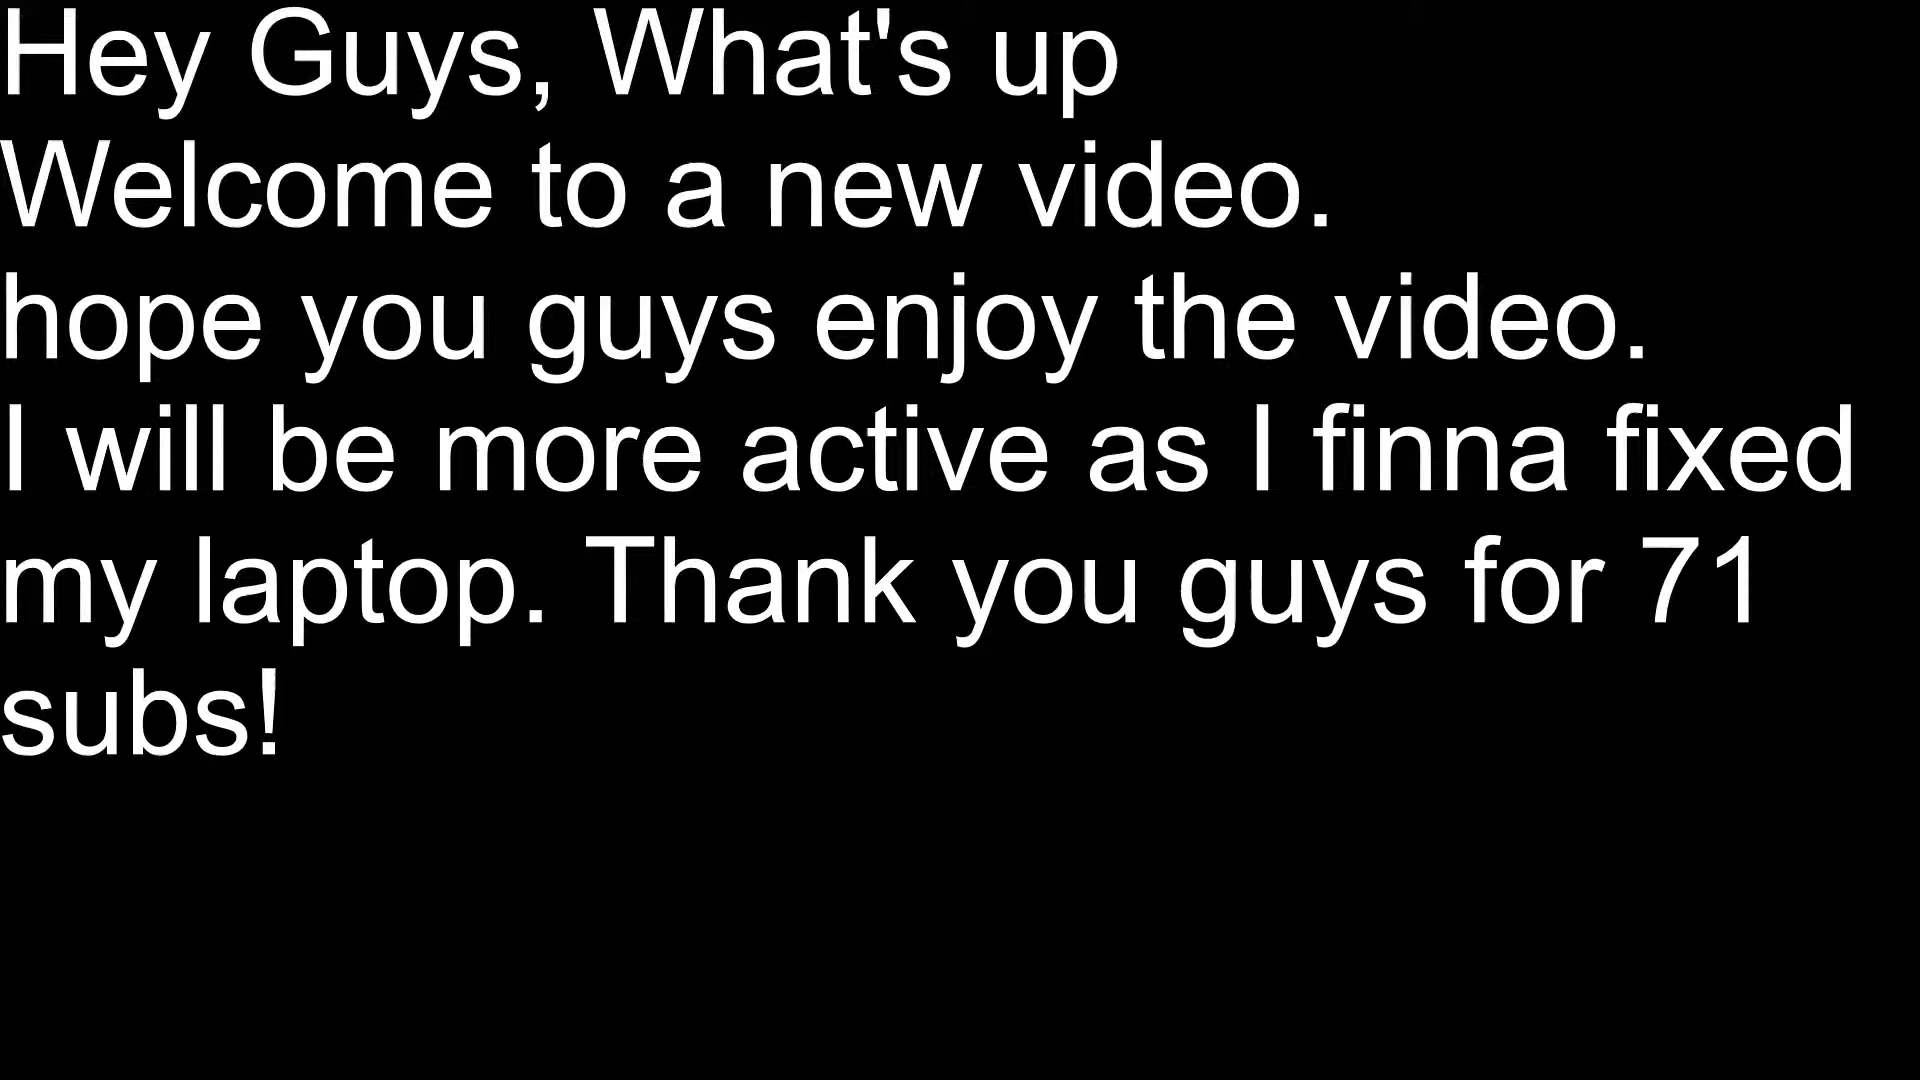 Hey Guys, What's up
Welcome to a new video.
hope you guys enjoy the video.
I will be more active as I finna fixed
my laptop. Thank you guys for 71
subs!